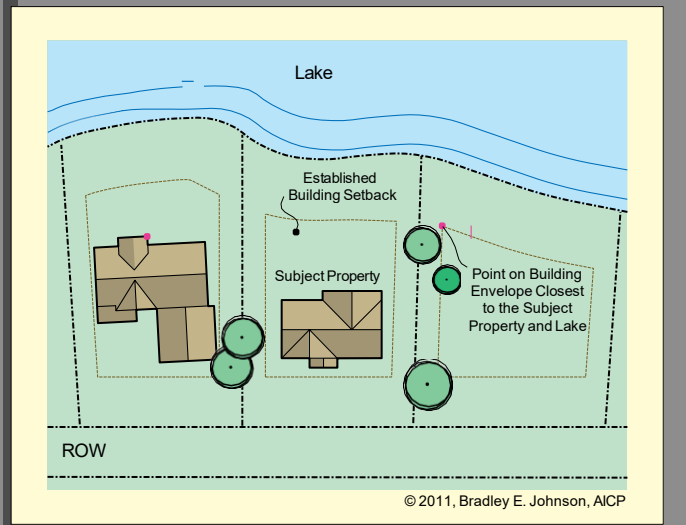 Lake
Established
Building Setback
Subject Property
Point on Building
Envelope Closest
to the Subject
Property and Lake
ROW
© 2011, Bradley E. Johnson, AICP